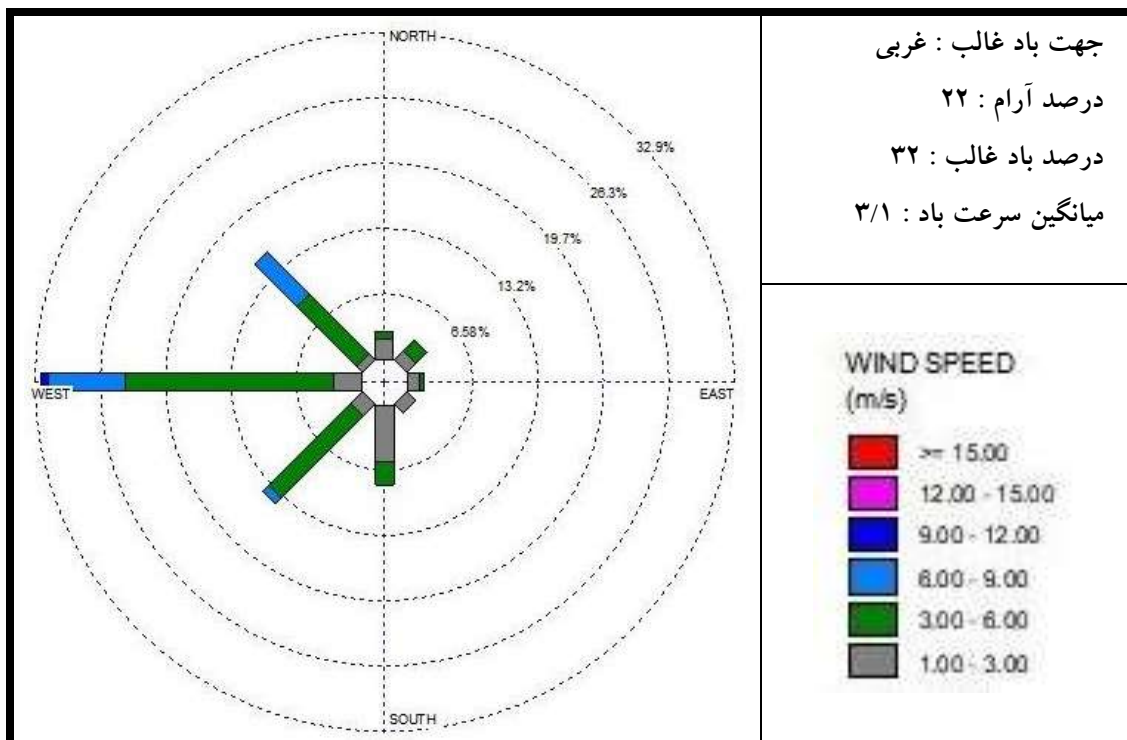 NORTH
32.9%
26.3%
19.7%
13.2%
6.58%
WEST
EAST
SOUTH
جهت باد غالب : غربی
درصد آرام : ۲۲
درصد باد غالب : ۳۲
میانگین سرعت باد : ۳/۱
WIND SPEED
(m/s)
>= 15.00
12.00 - 15.00
9.00 - 12.00
6.00 - 9.00
3.00 - 6.00
1.00 - 3.00